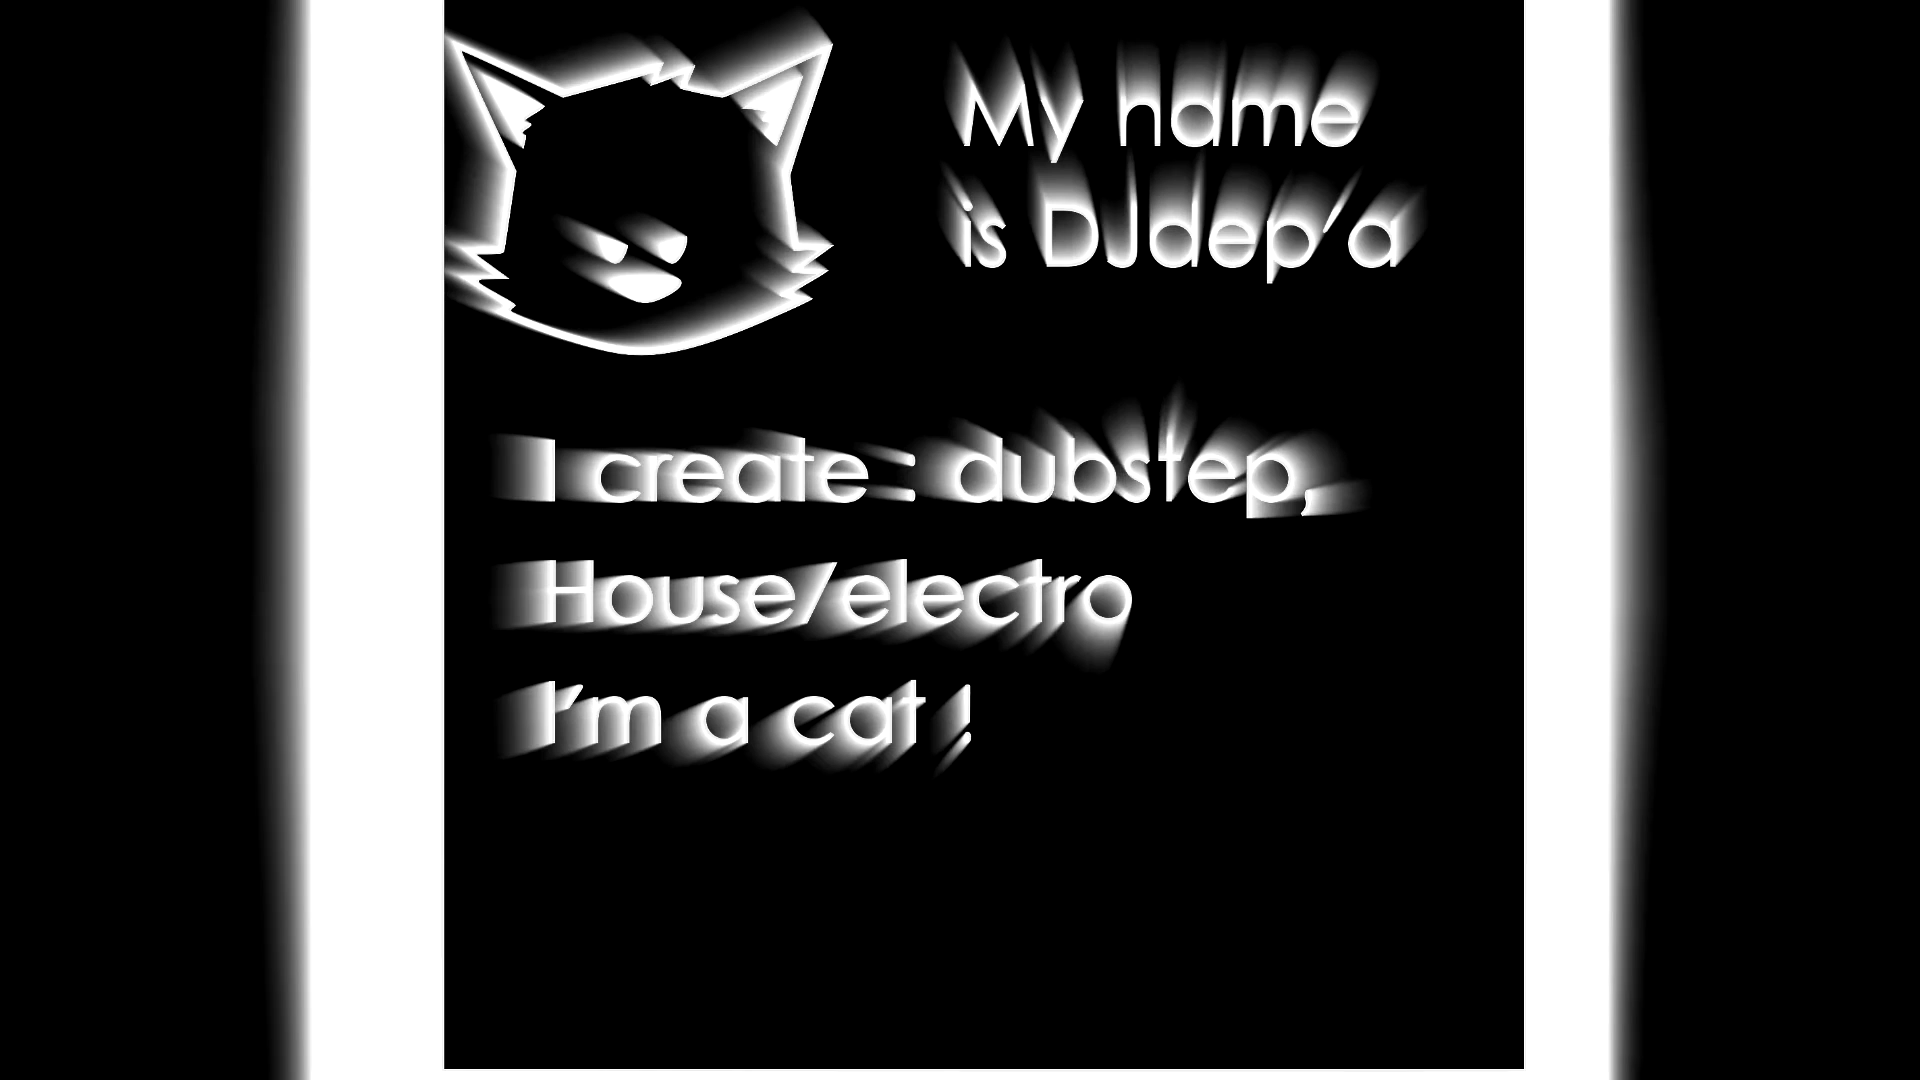 My name
is DJdep'a
I create : dubstep,
House/electro
I'm a cat !